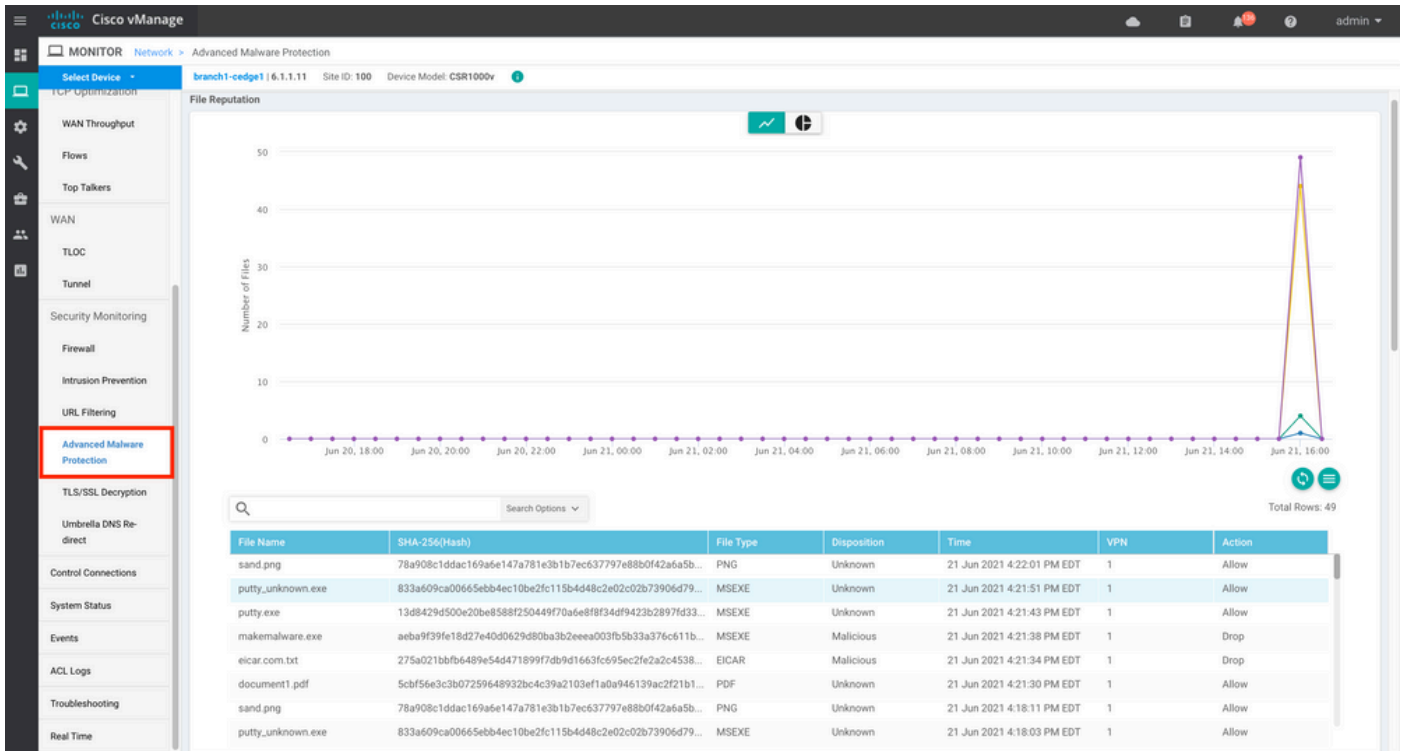 cisco Cisco vManage 136 admin
MONITOR Network > Advanced Malware Protection
Select Device branch1-cedge1 | 6.1.1.11 Site ID: 100 Device Model: CSR1000v
TCP Optimization
WAN Throughput
Flows
Top Talkers
WAN
TLOC
Tunnel
Security Monitoring
Firewall
Intrusion Prevention
URL Filtering
Advanced Malware
Protection
TLS/SSL Decryption
Umbrella DNS Re-
direct
Control Connections
System Status
Events
ACL Logs
Troubleshooting
Real Time
File Reputation
Number of Files
50
40
30
20
10
0
Jun 20, 18:00 Jun 20, 20:00 Jun 20, 22:00 Jun 21, 00:00 Jun 21, 02:00 Jun 21, 04:00 Jun 21, 06:00 Jun 21, 08:00 Jun 21, 10:00 Jun 21, 12:00 Jun 21, 14:00 Jun 21, 16:00
Search Options Total Rows: 49
File Name SHA-256(Hash) File Type Disposition Time VPN Action
sand.png 78a908c1ddac169a6e147a781e3b1b7ec637797e88b0f42a6a5b... PNG Unknown 21 Jun 2021 4:22:01 PM EDT 1 Allow
putty_unknown.exe 833a609ca00665ebb4ec10be2fc115b4d48c2e02c02b73906d79... MSEXE Unknown 21 Jun 2021 4:21:51 PM EDT 1 Allow
putty.exe 13d8429d500e20be8588f250449f70a6e8f8f34df9423b2897fd33... MSEXE Unknown 21 Jun 2021 4:21:43 PM EDT 1 Allow
makemalware.exe aeba9f39fe18d27e40d0629d80ba3b2eeea003fb5b33a376c611b... MSEXE Malicious 21 Jun 2021 4:21:38 PM EDT 1 Drop
eicar.com.txt 275a021bbfb6489e54d471899f7db9d1663fc695ec2fe2a2c4538... EICAR Malicious 21 Jun 2021 4:21:34 PM EDT 1 Drop
document1.pdf 5cbf56e3c3b07259648932bc4c39a2103ef1a0a946139ac2f21b1... PDF Unknown 21 Jun 2021 4:21:30 PM EDT 1 Allow
sand.png 78a908c1ddac169a6e147a781e3b1b7ec637797e88b0f42a6a5b... PNG Unknown 21 Jun 2021 4:18:11 PM EDT 1 Allow
putty_unknown.exe 833a609ca00665ebb4ec10be2fc115b4d48c2e02c02b73906d79... MSEXE Unknown 21 Jun 2021 4:18:03 PM EDT 1 Allow